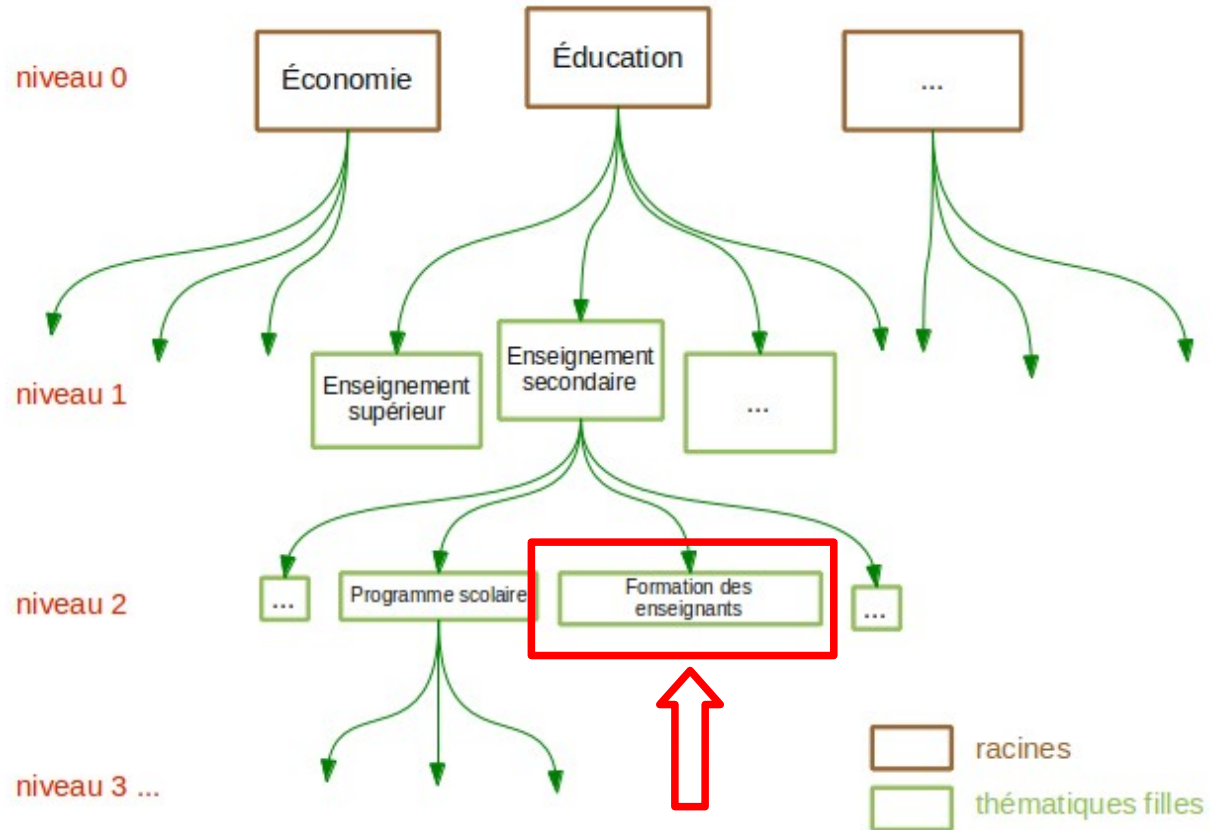 niveau 0
Économie
Éducation
...
niveau 1
Enseignement
supérieur
Enseignement
secondaire
...
niveau 2
...
Programme scolaire
Formation des
enseignants
...
niveau 3 ...
racines
thématiques filles